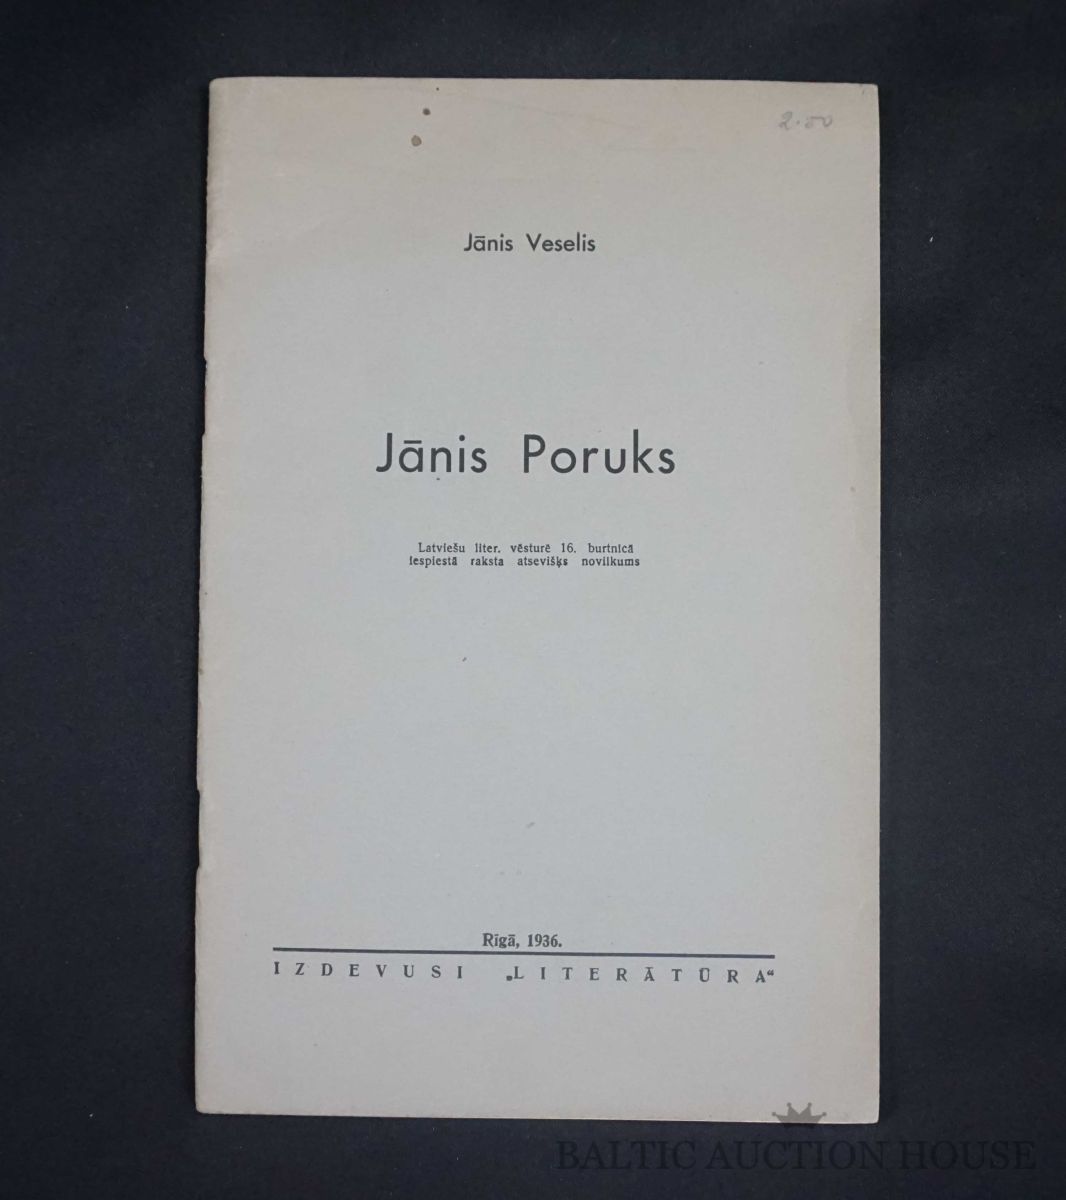 2.50
Jānis Veselis
Jānis Poruks
Latviešu liter. vēsturē 16. burtnīcā
iespiestā raksta atsevišķs novilkums
Rīgā, 1936.
IZDEVUSI „LITERĀTŪRA“
BALTIC AUCTION HOUSE